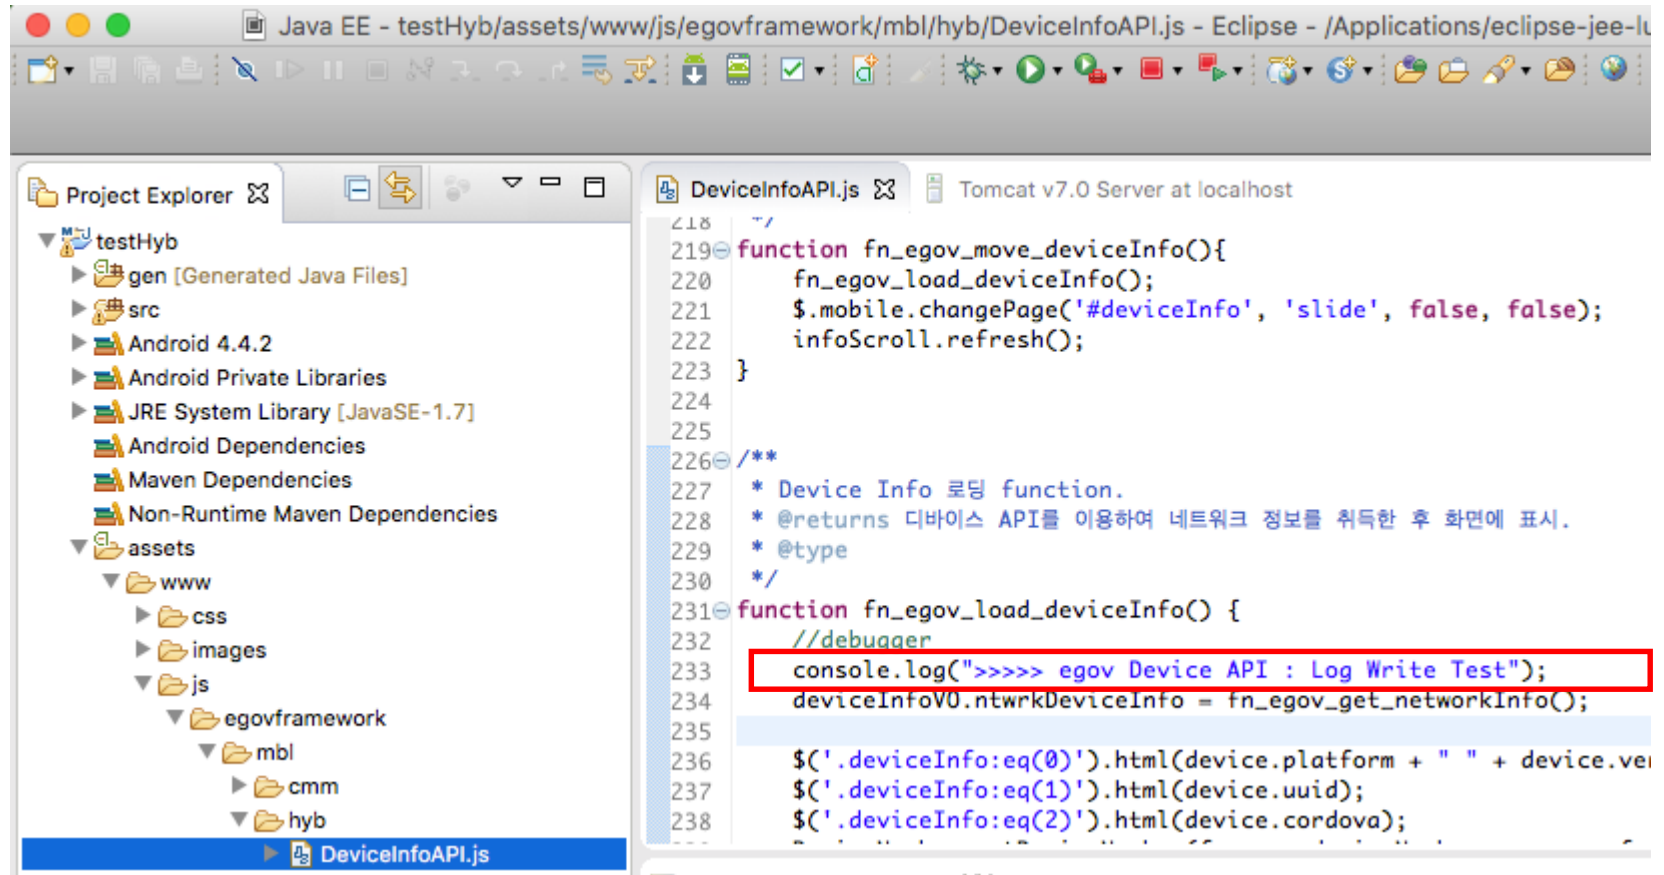 Java EE - testHyb/assets/www/js/egovframework/mbl/hyb/DeviceInfoAPI.js - Eclipse - /Applications/eclipse-jee-lu
Project Explorer
testHyb
gen [Generated Java Files]
src
Android 4.4.2
Android Private Libraries
JRE System Library [JavaSE-1.7]
Android Dependencies
Maven Dependencies
Non-Runtime Maven Dependencies
assets
www
css
images
js
egovframework
mbl
cmm
hyb
DeviceInfoAPI.js
DeviceInfoAPI.js Tomcat v7.0 Server at localhost
218 */
219 function fn_egov_move_deviceInfo(){
220 fn_egov_load_deviceInfo();
221 $.mobile.changePage('#deviceInfo', 'slide', false, false);
222 infoScroll.refresh();
223 }
224
225
226 /**
227 * Device Info 로딩 function.
228 * @returns 디바이스 API를 이용하여 네트워크 정보를 취득한 후 화면에 표시.
229 * @type
230 */
231 function fn_egov_load_deviceInfo() {
232 //debugger
233 console.log(">>>>> egov Device API : Log Write Test");
234 deviceInfoVO.ntwrkDeviceInfo = fn_egov_get_networkInfo();
235
236 $('.deviceInfo:eq(0)').html(device.platform + " " + device.ver
237 $('.deviceInfo:eq(1)').html(device.uuid);
238 $('.deviceInfo:eq(2)').html(device.cordova);